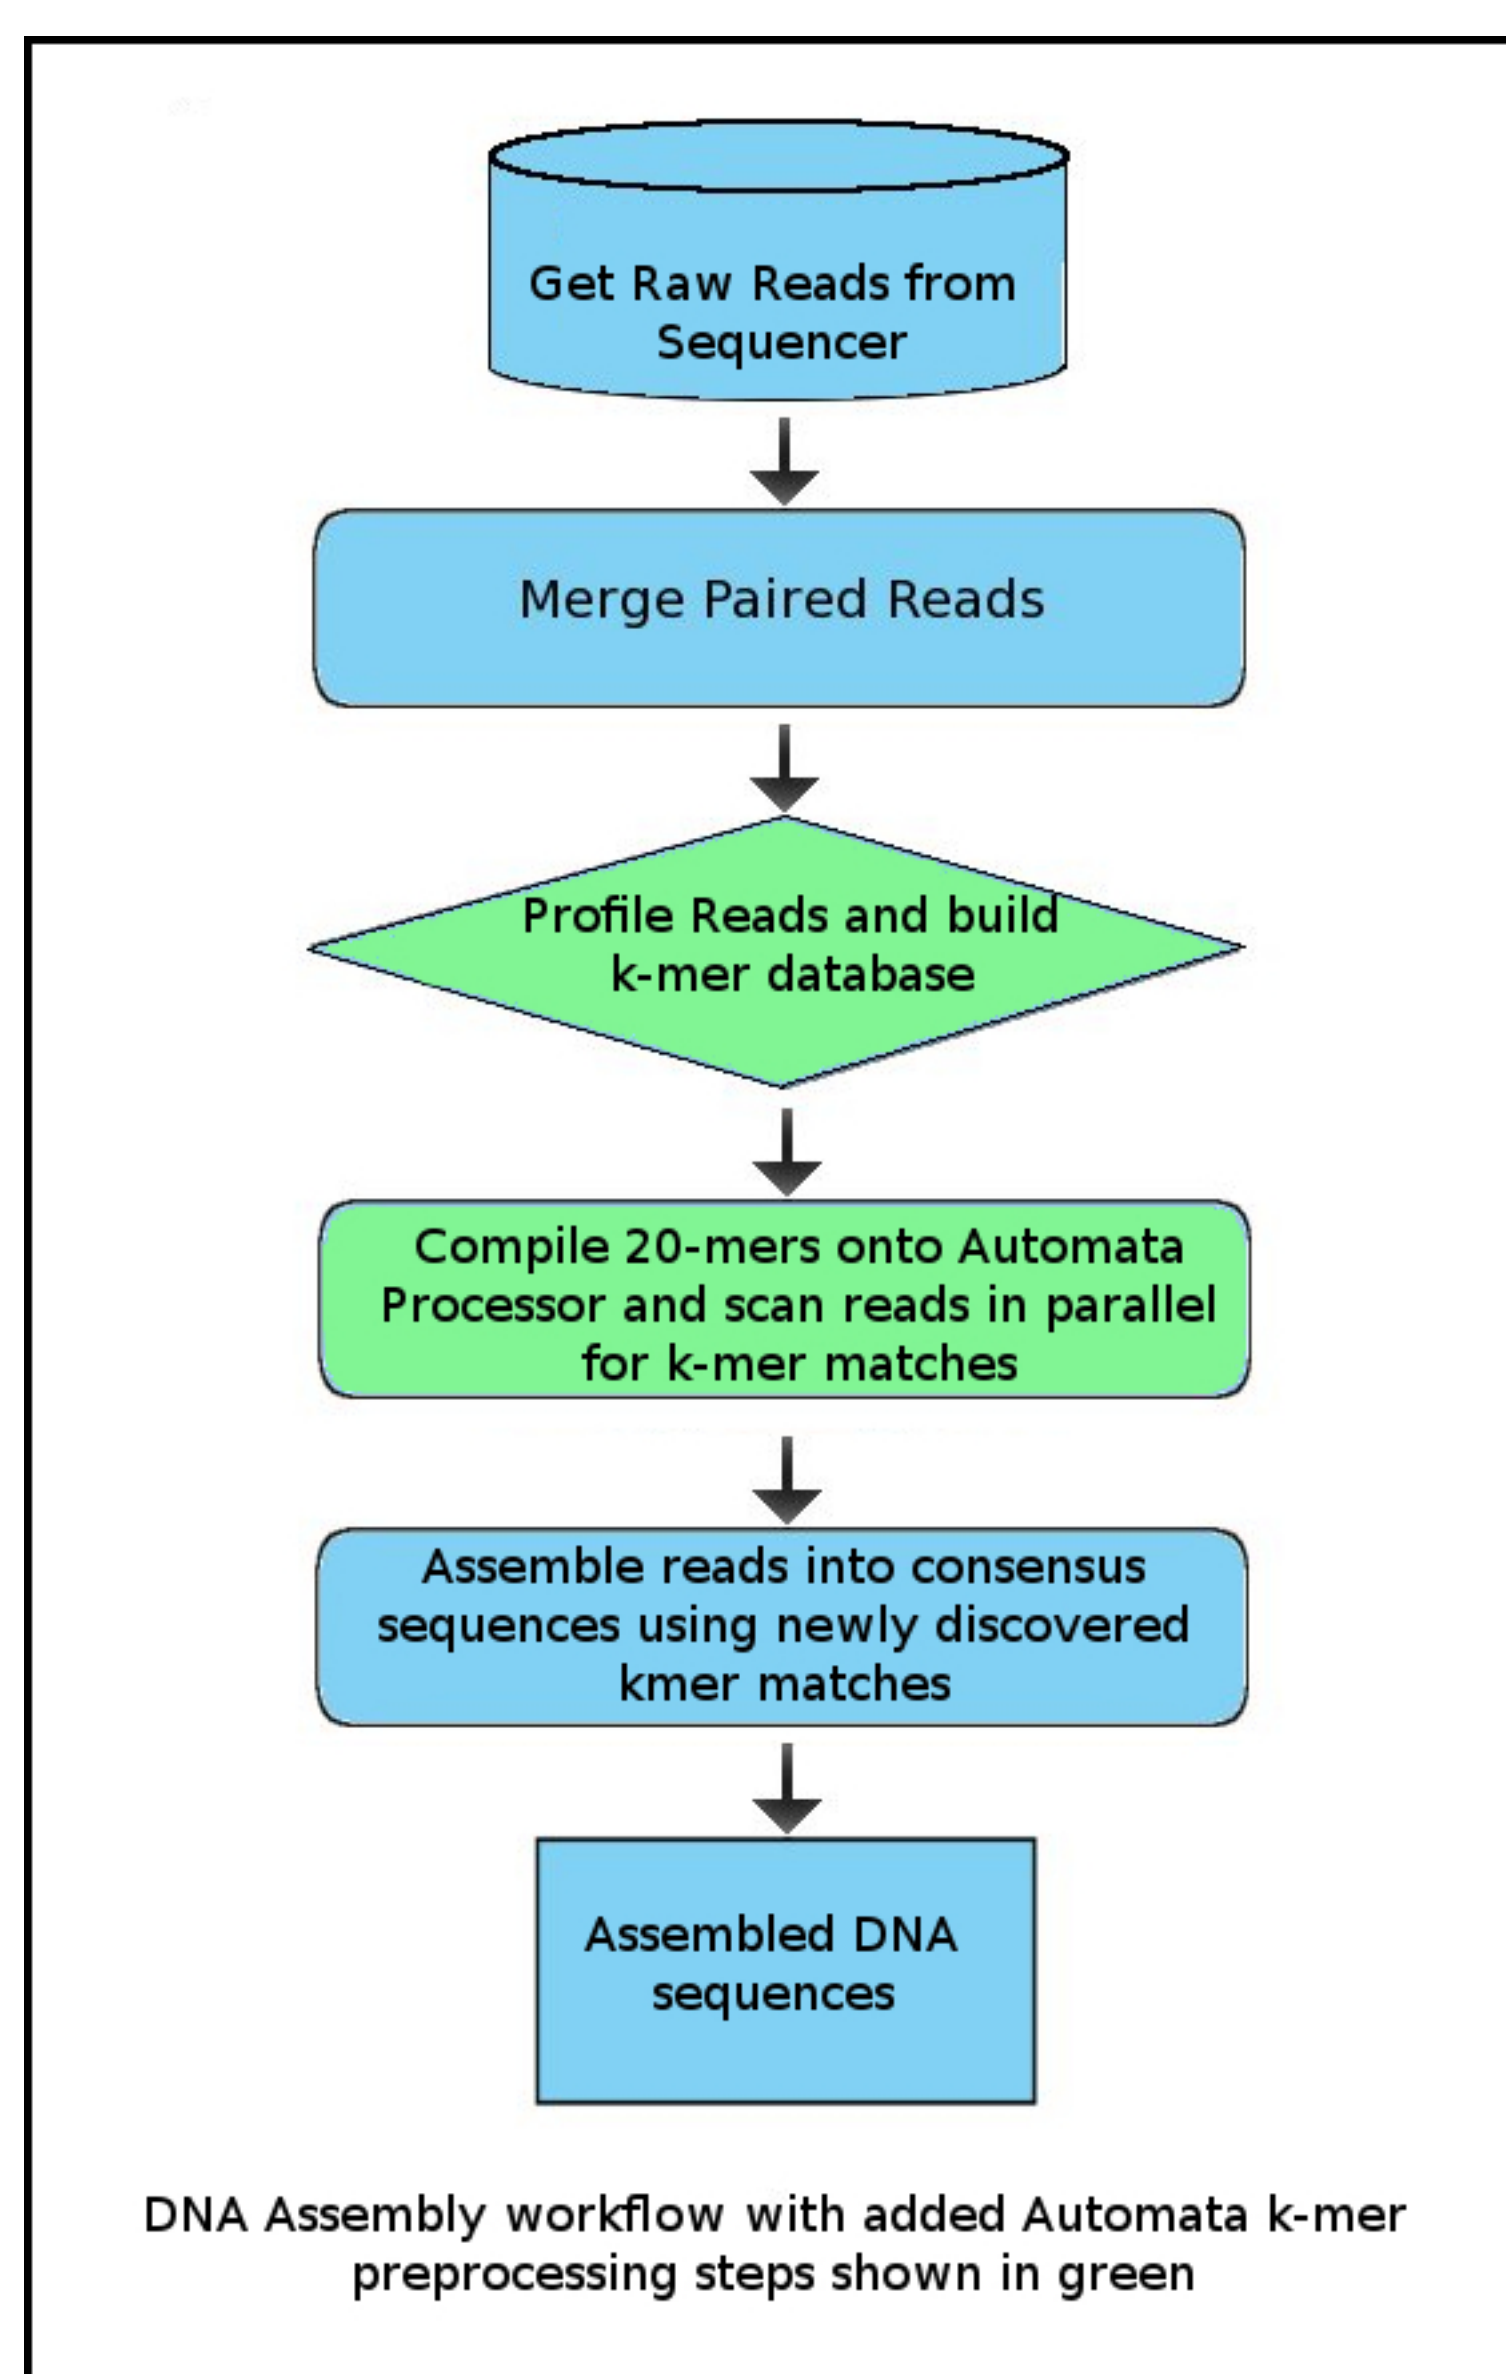 Get Raw Reads from
Sequencer
Merge Paired Reads
Profile Reads and build
k-mer database
Compile 20-mers onto Automata
Processor and scan reads in parallel
for k-mer matches
Assemble reads into consensus
sequences using newly discovered
kmer matches
Assembled DNA
sequences
DNA Assembly workflow with added Automata k-mer
preprocessing steps shown in green